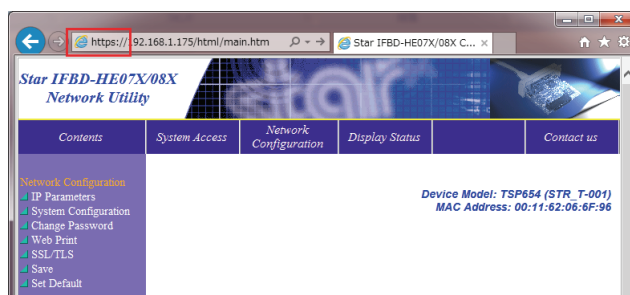 https://192.168.1.175/html/main.htm
Star IFBD-HE07X/08X C...
Star IFBD-HE07X/08X
Network Utility
star
Contents
System Access
Network
Configuration
Display Status
Contact us
Network Configuration
IP Parameters
System Configuration
Change Password
Web Print
SSL/TLS
Save
Set Default
Device Model: TSP654 (STR_T-001)
MAC Address: 00:11:62:06:6F:96